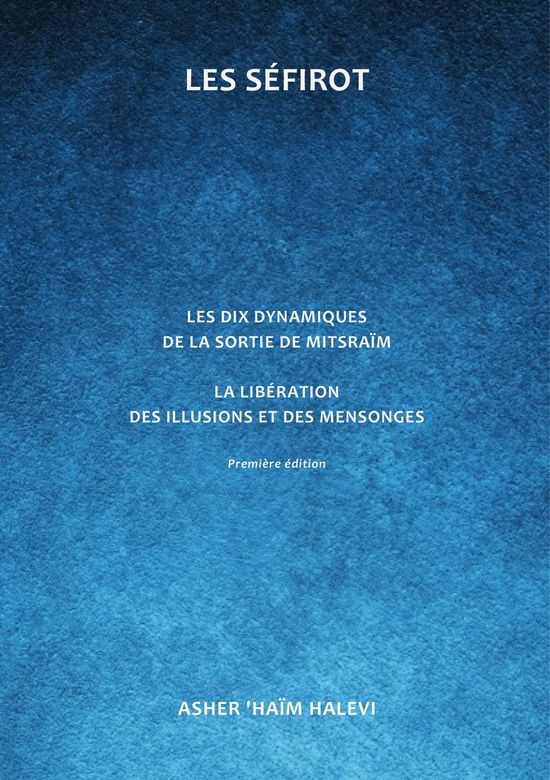 LES SÉFIROT
LES DIX DYNAMIQUES
DE LA SORTIE DE MITSRAÏM
LA LIBÉRATION
DES ILLUSIONS ET DES MENSONGES
Première édition
ASHER 'HAÏM HALEVI